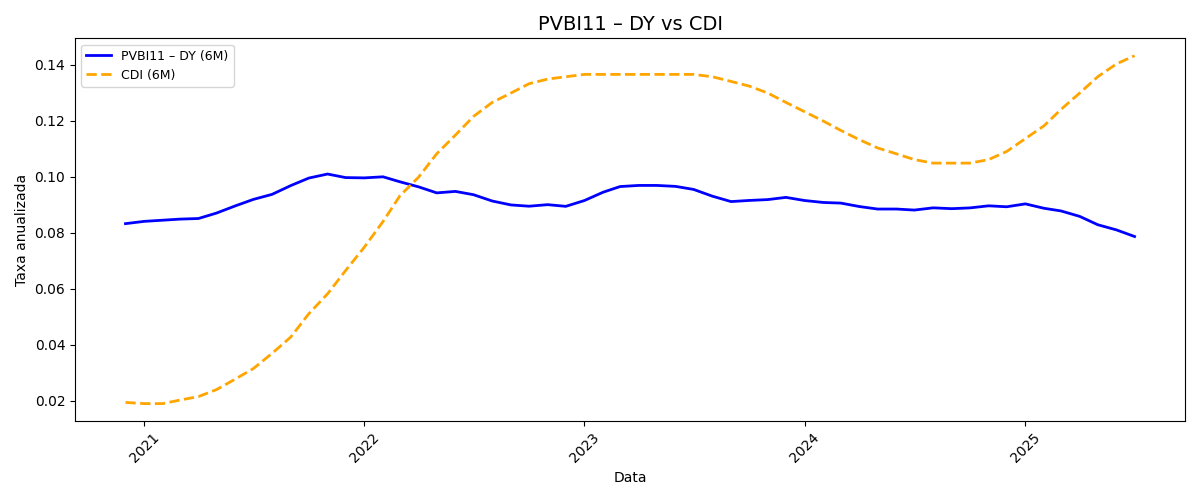 PVBI11 – DY vs CDI
PVBI11 – DY (6M)
CDI (6M)
Taxa anualizada
0.14
0.12
0.10
0.08
0.06
0.04
0.02
2021
2022
2023
2024
2025
Data